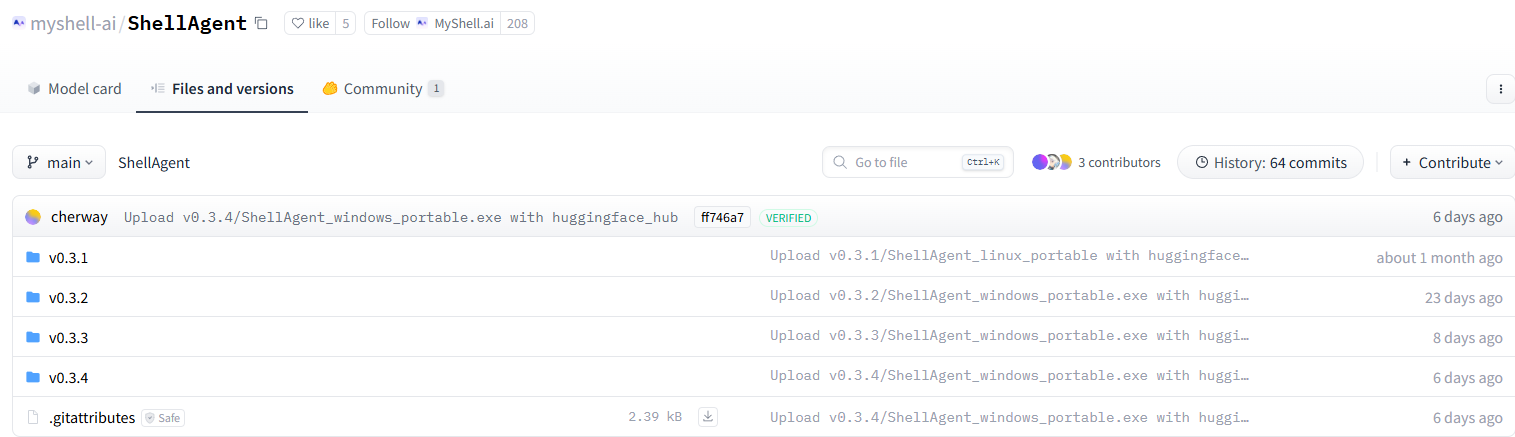 myshell-ai/ShellAgent like 5 Follow MyShell.ai 208
Model card Files and versions Community 1
main ShellAgent Go to file Ctrl+K 3 contributors History: 64 commits + Contribute
cherway Upload v0.3.4/ShellAgent_windows_portable.exe with huggingface_hub ff746a7 VERIFIED 6 days ago
v0.3.1 Upload v0.3.1/ShellAgent_linux_portable with huggingface… about 1 month ago
v0.3.2 Upload v0.3.2/ShellAgent_windows_portable.exe with huggi… 23 days ago
v0.3.3 Upload v0.3.3/ShellAgent_windows_portable.exe with huggi… 8 days ago
v0.3.4 Upload v0.3.4/ShellAgent_windows_portable.exe with huggi… 6 days ago
.gitattributes Safe 2.39 kB Upload v0.3.4/ShellAgent_windows_portable.exe with huggi… 6 days ago